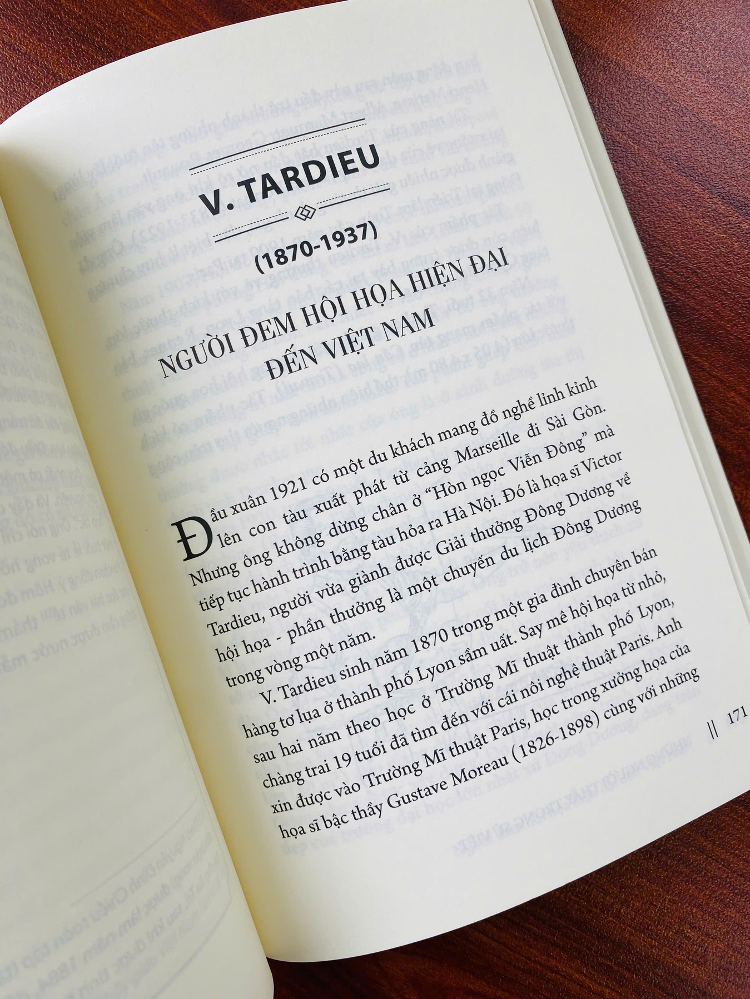 V. TARDIEU
(1870-1937)
NGƯỜI ĐEM HỘI HỌA HIỆN ĐẠI
ĐẾN VIỆT NAM
Đầu xuân 1921 có một du khách mang đồ nghề lỉnh kỉnh
lên con tàu xuất phát từ cảng Marseille đi Sài Gòn.
Nhưng ông không dừng chân ở “Hòn ngọc Viễn Đông” mà
tiếp tục hành trình bằng tàu hỏa ra Hà Nội. Đó là họa sĩ Victor
Tardieu, người vừa giành được Giải thưởng Đông Dương về
hội họa - phần thưởng là một chuyến du lịch Đông Dương
trong vòng một năm.
V. Tardieu sinh năm 1870 trong một gia đình chuyên bán
hàng tơ lụa ở thành phố Lyon sầm uất. Say mê hội họa từ nhỏ,
sau hai năm theo học ở Trường Mĩ thuật thành phố Lyon,
chàng trai 19 tuổi đã tìm đến với cái nôi nghệ thuật Paris. Anh
xin được vào Trường Mĩ thuật Paris, học trong xưởng họa của
họa sĩ bậc thầy Gustave Moreau (1826-1898) cùng với những
|| 171